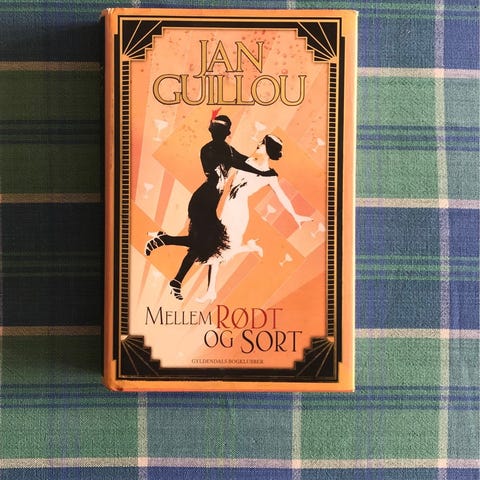 JAN
GUILLOU
MELLEM RØDT
OG SORT
GYLDENDALS BOGKLUBBER